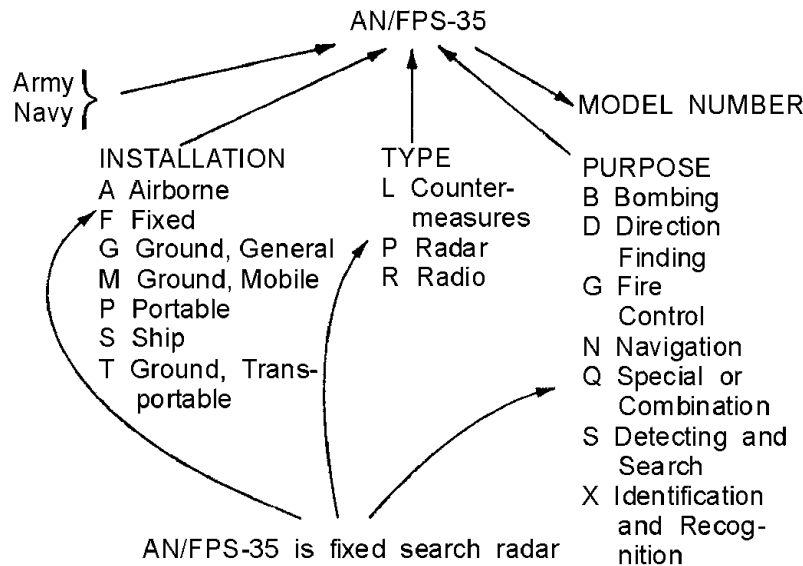 AN/FPS-35
Army
Navy
MODEL NUMBER
INSTALLATION
A Airborne
F Fixed
G Ground, General
M Ground, Mobile
P Portable
S Ship
T Ground, Trans-
portable
TYPE
L Counter-
measures
P Radar
R Radio
PURPOSE
B Bombing
D Direction
Finding
G Fire
Control
N Navigation
Q Special or
Combination
S Detecting and
Search
X Identification
and Recog-
nition
AN/FPS-35 is fixed search radar